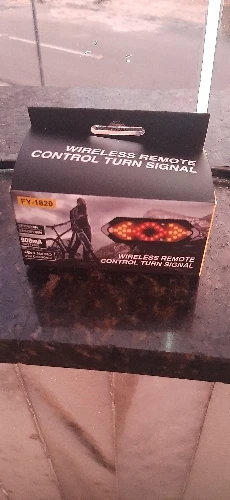 WIRELESS REMOTE
CONTROL TURN SIGNAL
FY-1820
WIRELESS REMOTE
CONTROL TURN SIGNAL